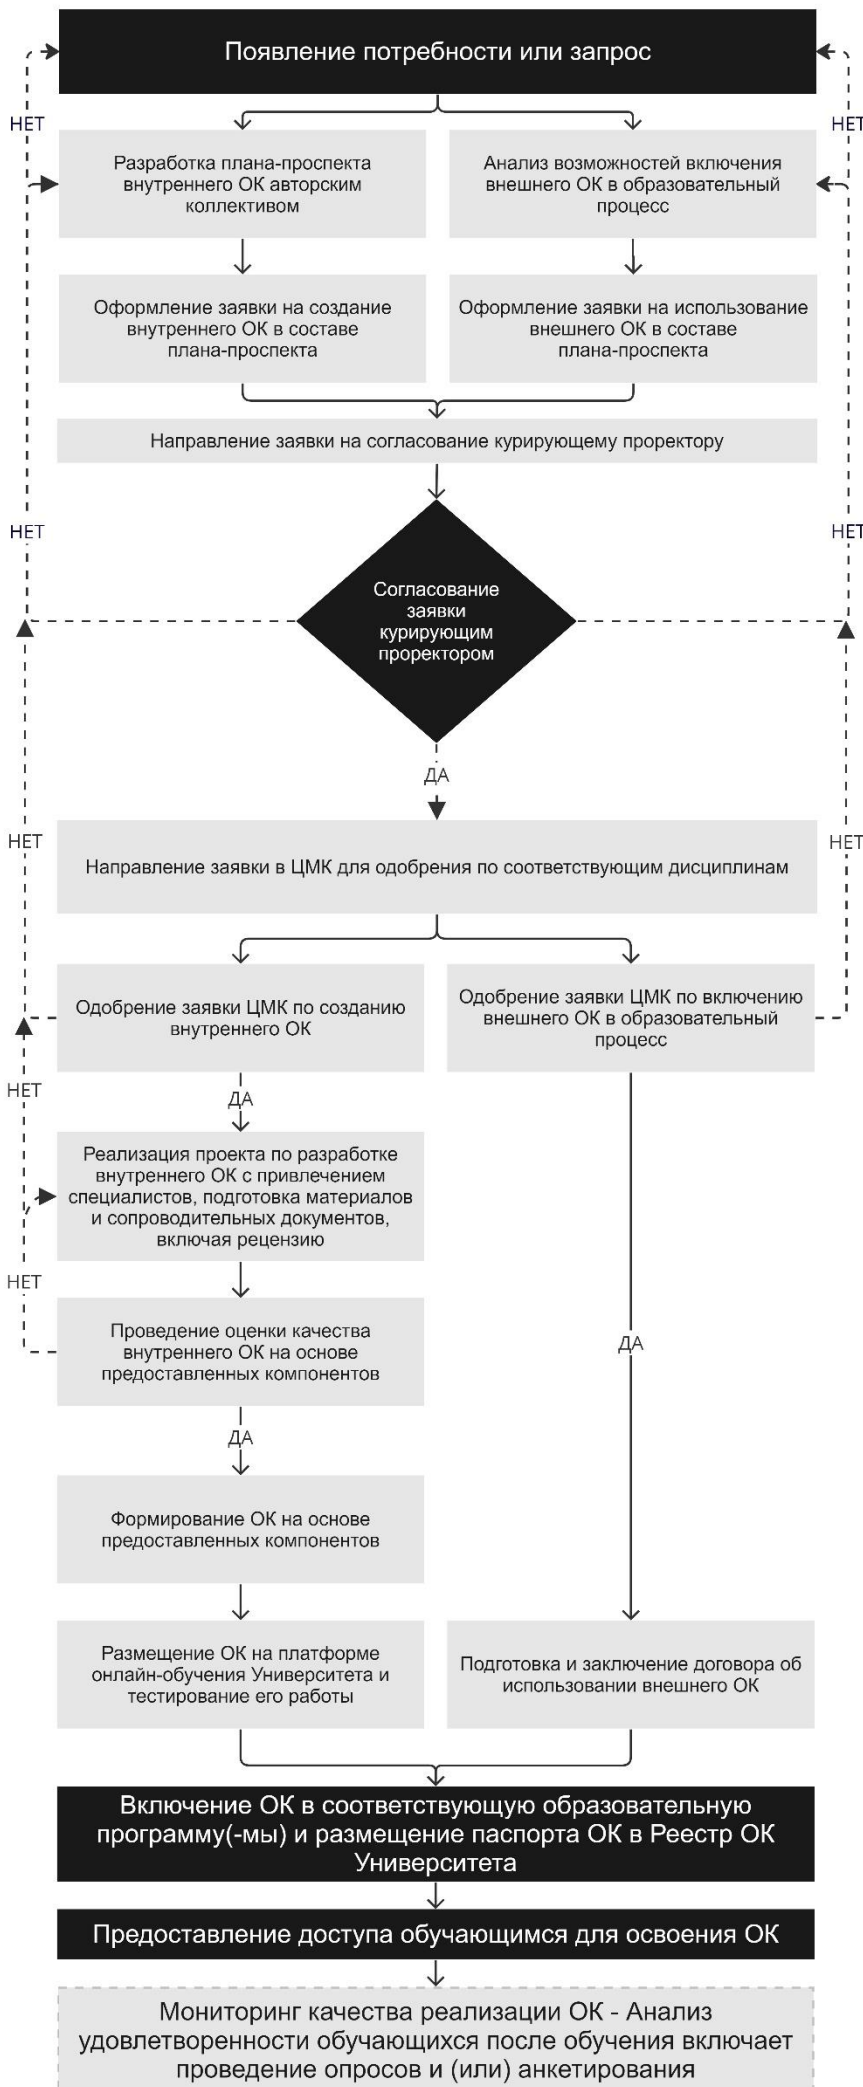 Появление потребности или запрос
НЕТ
НЕТ
Разработка плана-проспекта
внутреннего ОК авторским
коллективом
Анализ возможностей включения
внешнего ОК в образовательный
процесс
Оформление заявки на создание
внутреннего ОК в составе
плана-проспекта
Оформление заявки на использование
внешнего ОК в составе
плана-проспекта
Направление заявки на согласование курирующему проректору
НЕТ
НЕТ
Согласование
заявки
курирующим
проректором
ДА
НЕТ
НЕТ
Направление заявки в ЦМК для одобрения по соответствующим дисциплинам
Одобрение заявки ЦМК по созданию
внутреннего ОК
Одобрение заявки ЦМК по включению
внешнего ОК в образовательный
процесс
НЕТ
ДА
Реализация проекта по разработке
внутреннего ОК с привлечением
специалистов, подготовка материалов
и сопроводительных документов,
включая рецензию
НЕТ
Проведение оценки качества
внутреннего ОК на основе
предоставленных компонентов
ДА
ДА
Формирование ОК на основе
предоставленных компонентов
Размещение ОК на платформе
онлайн-обучения Университета и
тестирование его работы
Подготовка и заключение договора об
использовании внешнего ОК
Включение ОК в соответствующую образовательную
программу(-мы) и размещение паспорта ОК в Реестр ОК
Университета
Предоставление доступа обучающимся для освоения ОК
Мониторинг качества реализации ОК - Анализ
удовлетворенности обучающихся после обучения включает
проведение опросов и (или) анкетирования